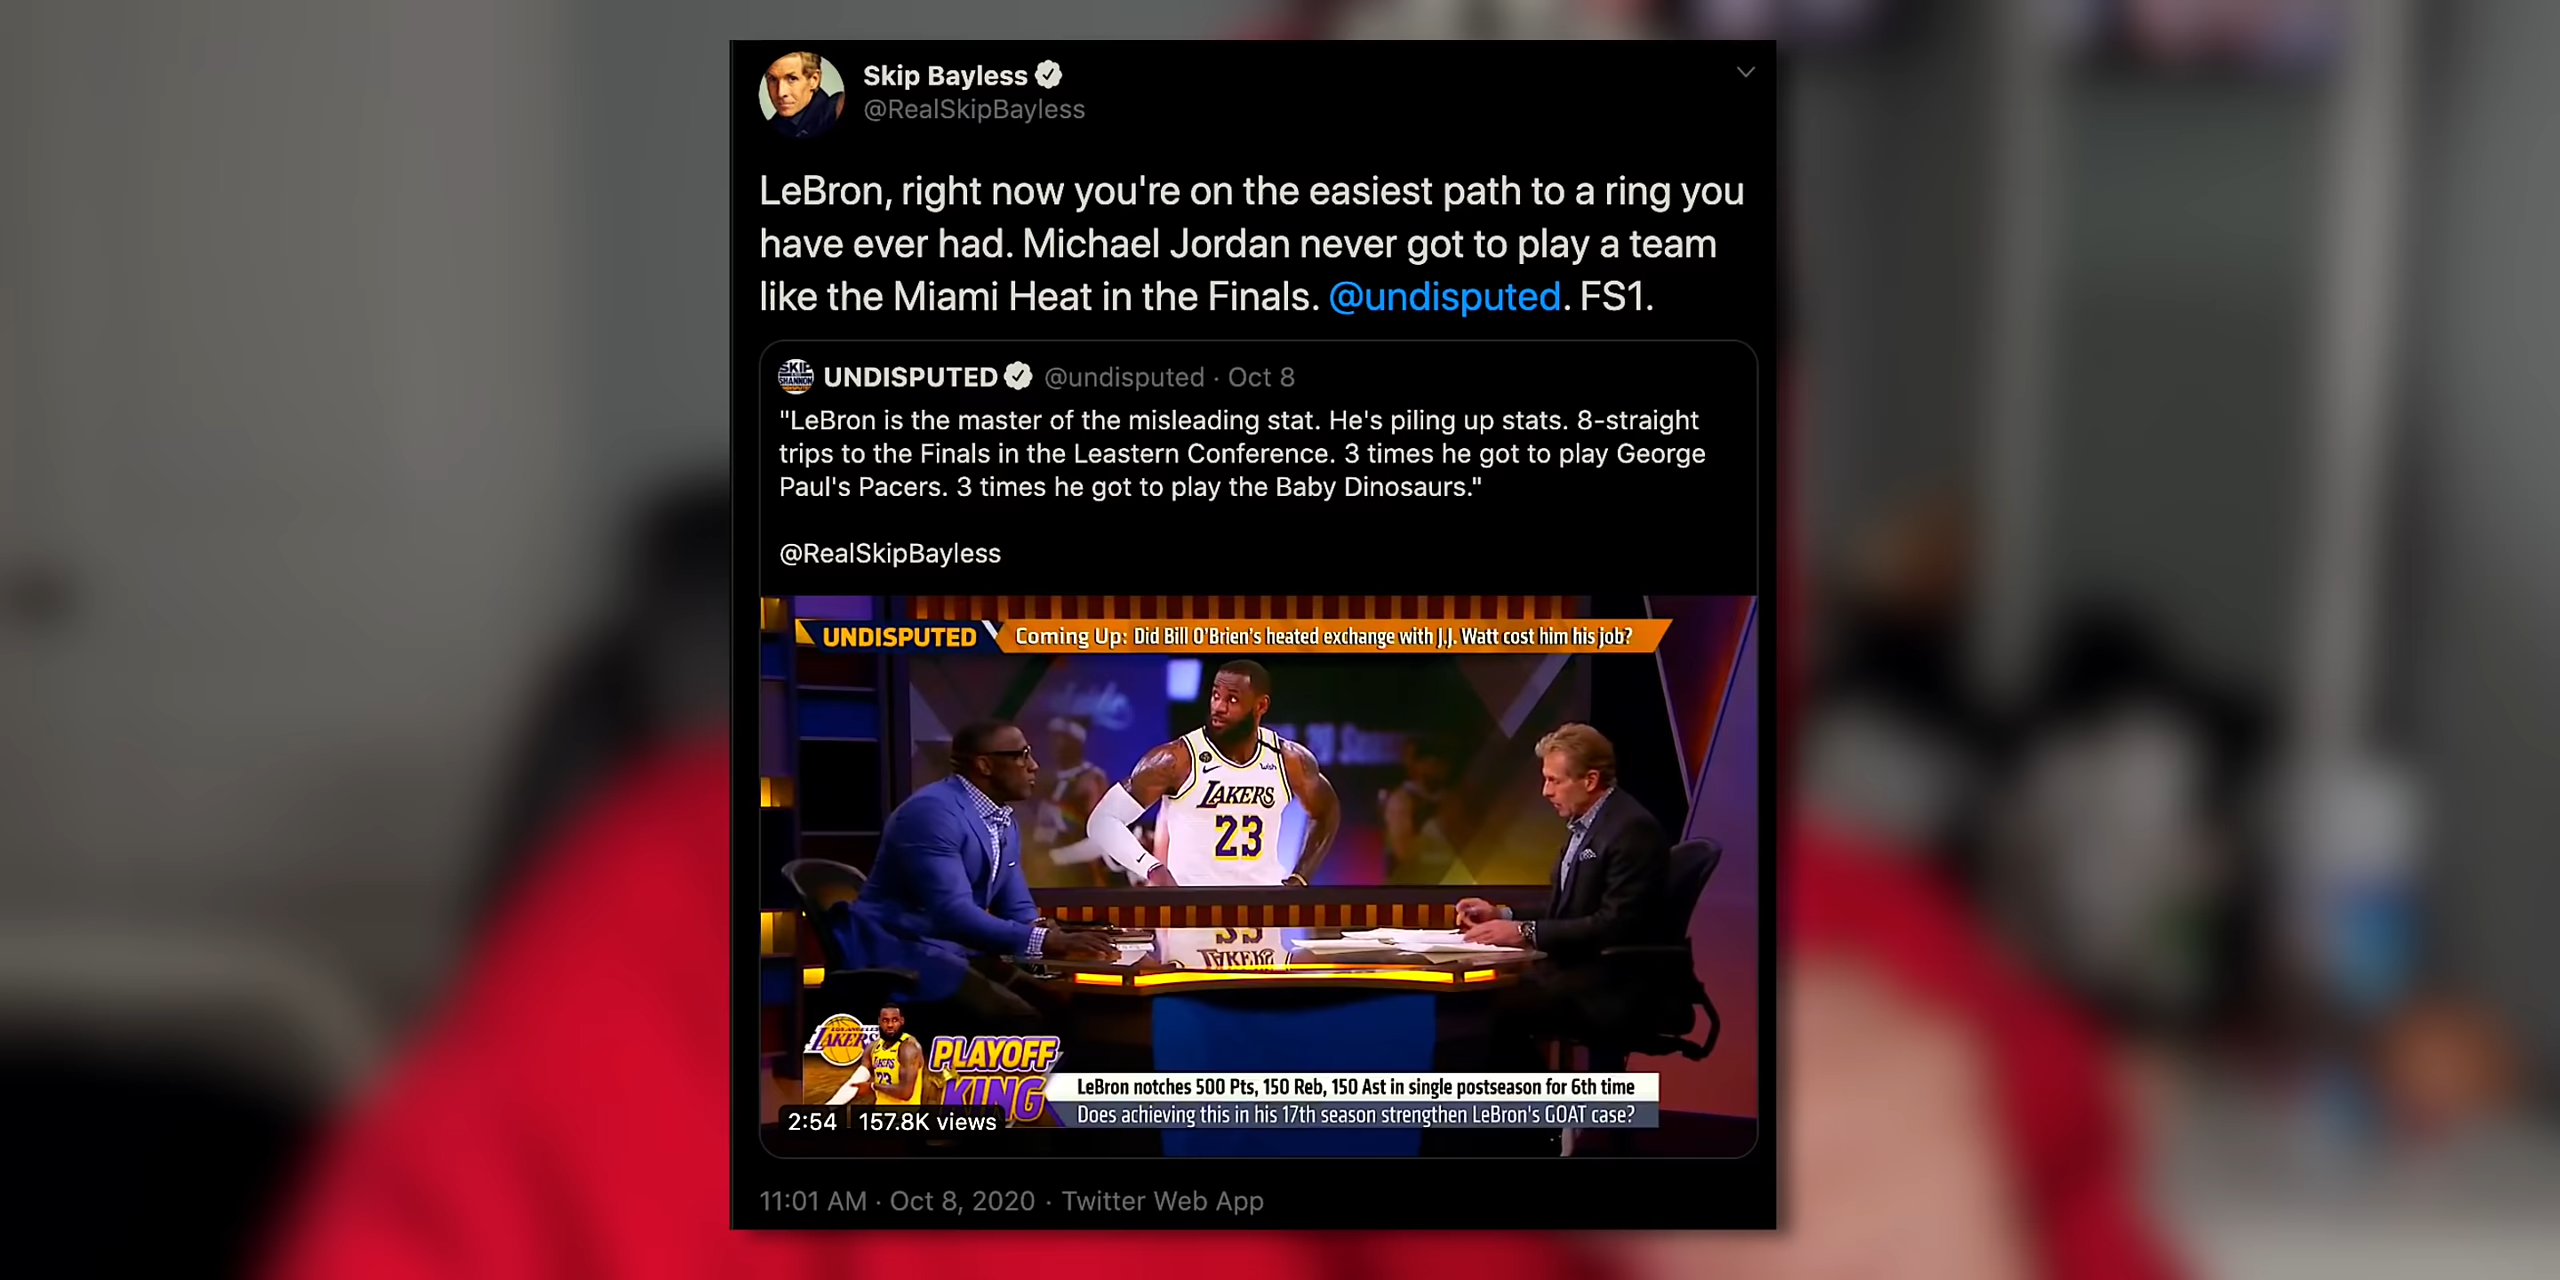 Skip Bayless
@RealSkipBayless
LeBron, right now you're on the easiest path to a ring you
have ever had. Michael Jordan never got to play a team
like the Miami Heat in the Finals. @undisputed. FS1.
SKIP
SHANNON
UNDISPUTED @undisputed · Oct 8
"LeBron is the master of the misleading stat. He's piling up stats. 8-straight
trips to the Finals in the Leastern Conference. 3 times he got to play George
Paul's Pacers. 3 times he got to play the Baby Dinosaurs."
@RealSkipBayless
UNDISPUTED Coming Up: Did Bill O'Brien's heated exchange with J.J. Watt cost him his job?
wish
LAKERS
23
LAKERS
PLAYOFF
KING
LeBron notches 500 Pts, 150 Reb, 150 Ast in single postseason for 6th time
Does achieving this in his 17th season strengthen LeBron's GOAT case?
2:54 157.8K views
11:01 AM · Oct 8, 2020 · Twitter Web App